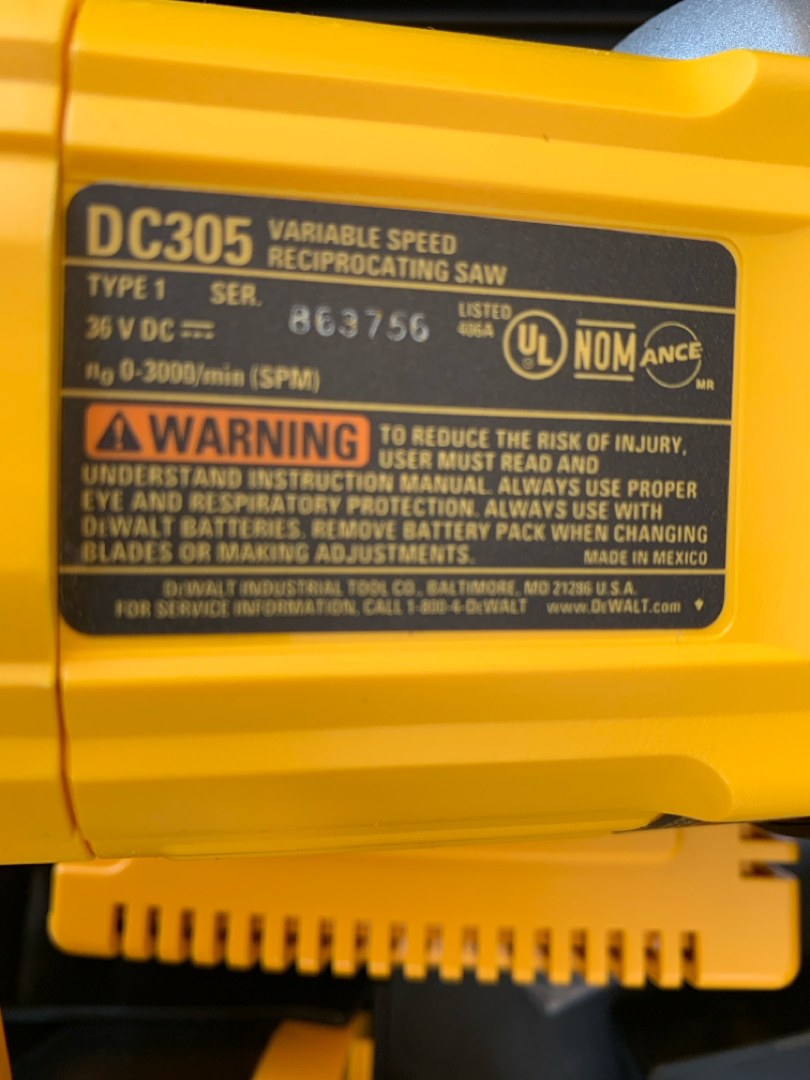 DC305 VARIABLE SPEED
RECIPROCATING SAW
TYPE 1 SER. 863756
36 V DC
LISTED
486A
UL NOM ANCE
MR
n0 0-3000/min (SPM)
WARNING TO REDUCE THE RISK OF INJURY,
USER MUST READ AND
UNDERSTAND INSTRUCTION MANUAL. ALWAYS USE PROPER
EYE AND RESPIRATORY PROTECTION. ALWAYS USE WITH
DEWALT BATTERIES. REMOVE BATTERY PACK WHEN CHANGING
BLADES OR MAKING ADJUSTMENTS. MADE IN MEXICO
DEWALT INDUSTRIAL TOOL CO., BALTIMORE, MD 21286 U.S.A.
FOR SERVICE INFORMATION, CALL 1-800-4-DEWALT www.DEWALT.com